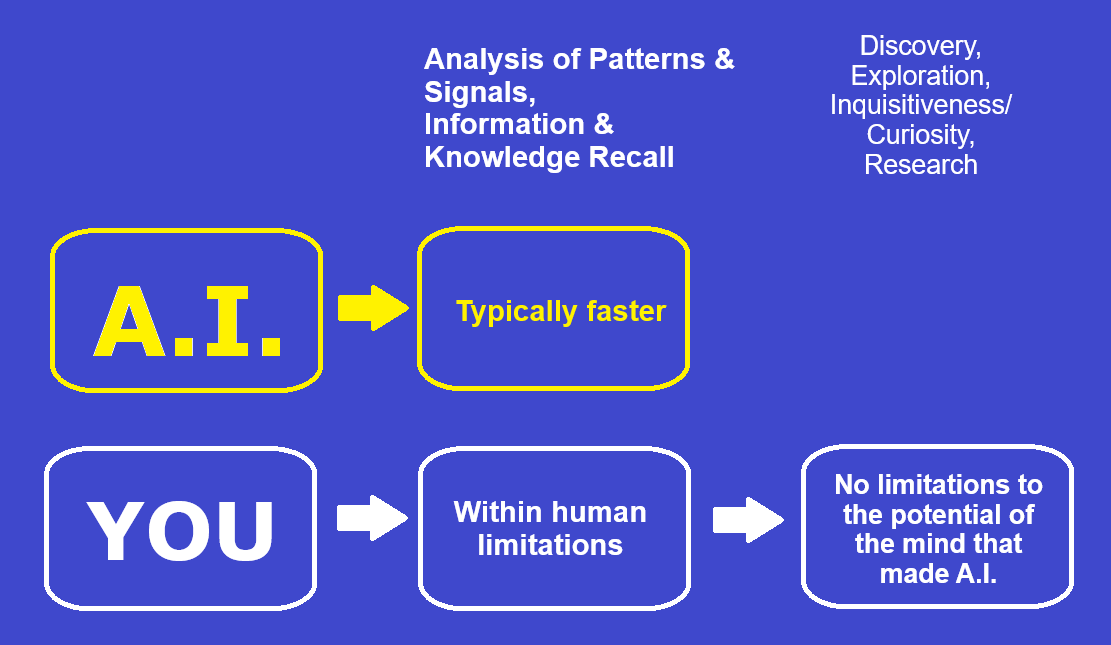 Analysis of Patterns &
Signals,
Information &
Knowledge Recall
Discovery,
Exploration,
Inquisitiveness/
Curiosity,
Research
A.I.
Typically faster
YOU
Within human
limitations
No limitations to
the potential of
the mind that
made A.I.